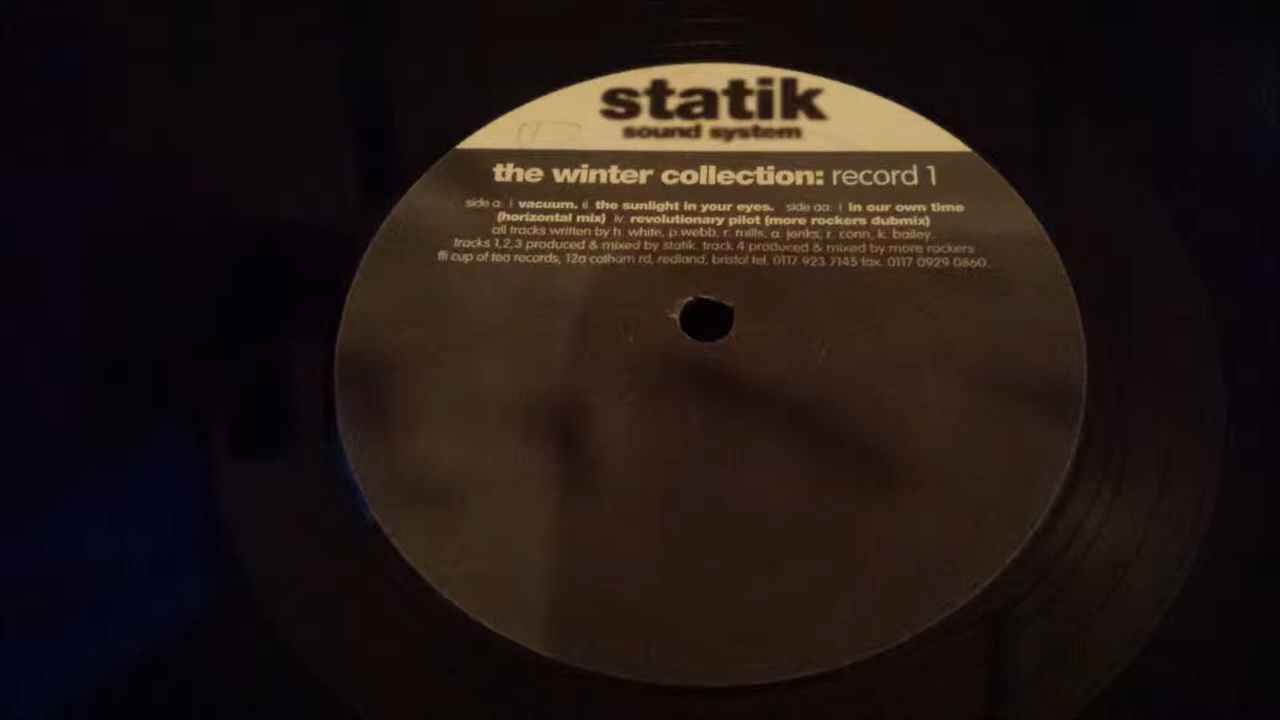 statik
sound system
the winter collection: record 1
side a: i vacuum. ii the sunlight in your eyes. side aa: i in our own time
(horizontal mix) iv. revolutionary pilot (more rockers dubmix)
all tracks written by h. white, p. webb, r. mills, a. jenks, r. conn, k. bailey.
tracks 1,2,3 produced & mixed by statik. track 4 produced & mixed by more rockers
cup of tea records, 12a cotham rd, redland, bristol tel. 0117 923 7145 fax. 0117 0929 0860.